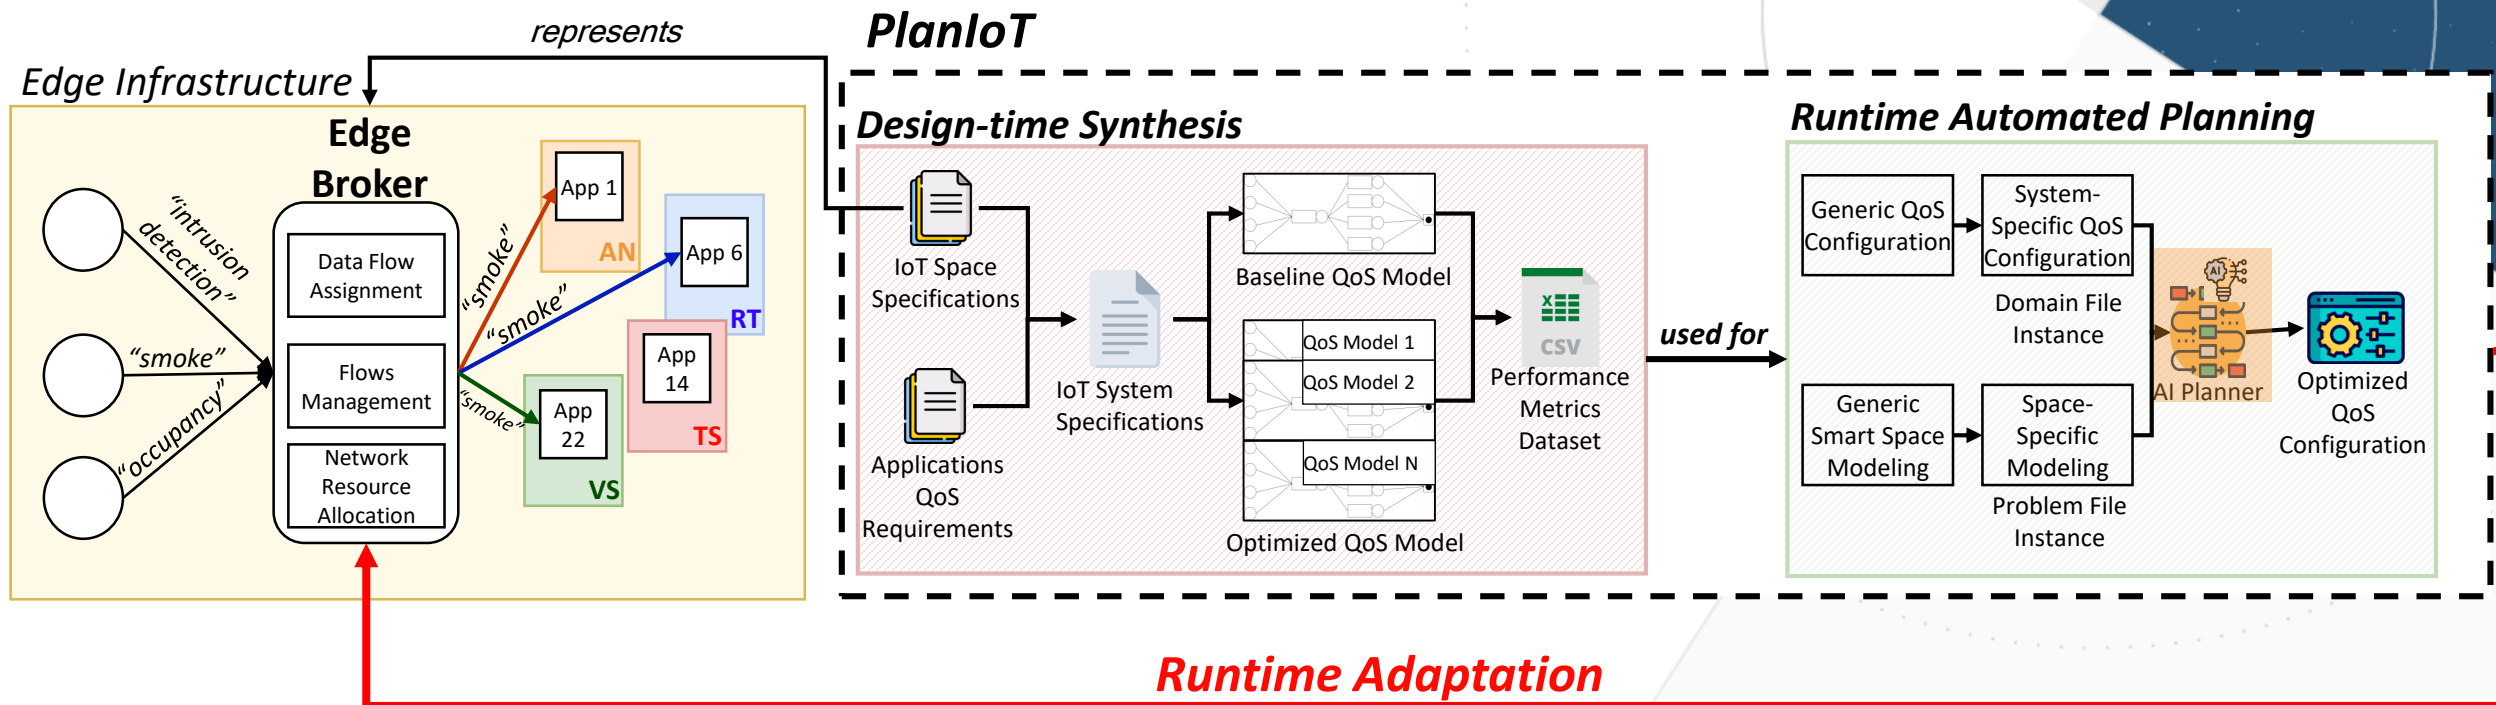 represents
PlanIoT
Edge Infrastructure
Edge
Broker
"intrusion
detection"
"smoke"
"occupancy"
Data Flow
Assignment
Flows
Management
Network
Resource
Allocation
"smoke"
"smoke"
"smoke"
App 1
AN
App 6
RT
App
14
TS
App
22
VS
Design-time Synthesis
IoT Space
Specifications
Applications
QoS
Requirements
IoT System
Specifications
Baseline QoS Model
QoS Model 1
QoS Model 2
QoS Model N
Optimized QoS Model
X
CSV
Performance
Metrics
Dataset
used for
Runtime Automated Planning
Generic QoS
Configuration
System-
Specific QoS
Configuration
Domain File
Instance
Generic
Smart Space
Modeling
Space-
Specific
Modeling
Problem File
Instance
AI
AI Planner
Optimized
QoS
Configuration
Runtime Adaptation